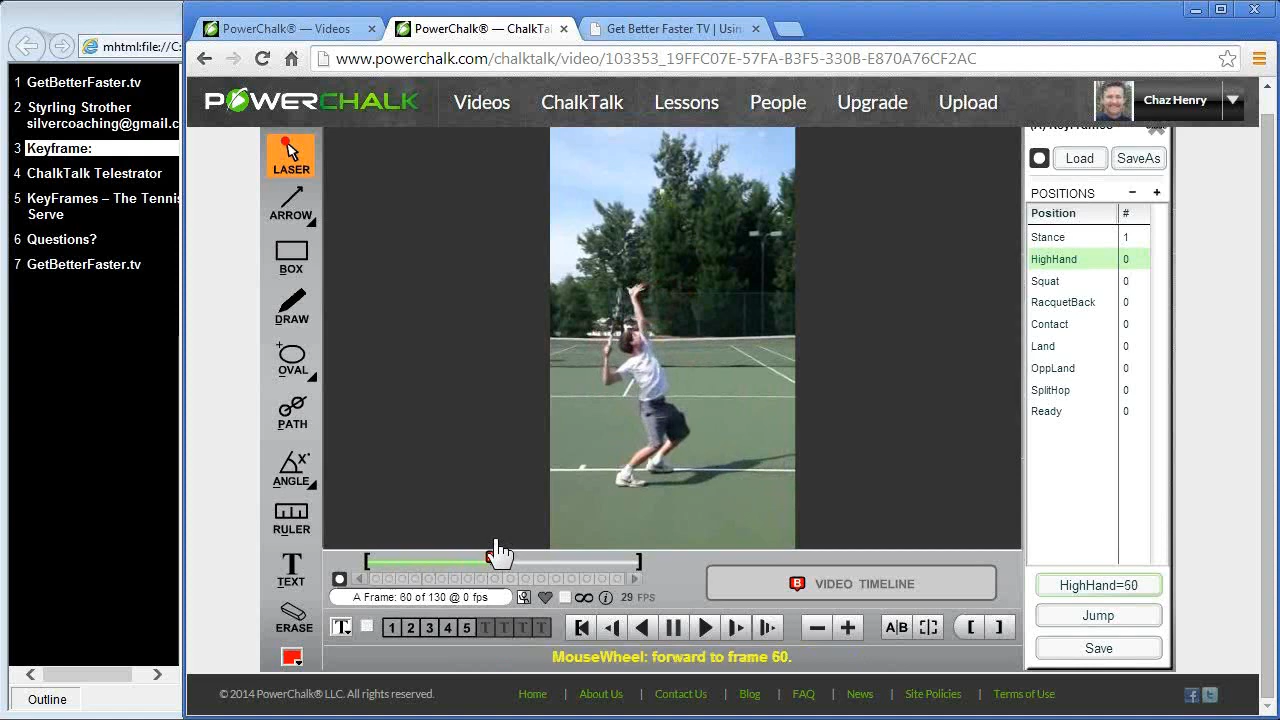 PowerChalk® — Videos
PowerChalk® — ChalkTa
Get Better Faster TV | Usin
mhtml:file://C:
www.powerchalk.com/chalktalk/video/103353_19FFC07E-57FA-B3F5-330B-E870A76CF2AC
1 GetBetterFaster.tv
2 Styrling Strother
silvercoaching@gmail.c
3 Keyframe:
4 ChalkTalk Telestrator
5 KeyFrames – The Tennis
Serve
6 Questions?
7 GetBetterFaster.tv
Outline
POWERCHALK
Videos
ChalkTalk
Lessons
People
Upgrade
Upload
Chaz Henry
LASER
ARROW
BOX
DRAW
OVAL
PATH
ANGLE
RULER
TEXT
ERASE
Load
SaveAs
POSITIONS - +
Position #
Stance 1
HighHand 0
Squat 0
RacquetBack 0
Contact 0
Land 0
OppLand 0
SplitHop 0
Ready 0
HighHand=60
Jump
Save
A Frame: 60 of 130 @ 0 fps
29 FPS
B VIDEO TIMELINE
T 1 2 3 4 5 T T T T
A|B
MouseWheel: forward to frame 60.
© 2014 PowerChalk® LLC. All rights reserved.
Home | About Us | Contact Us | Blog | FAQ | News | Site Policies | Terms of Use